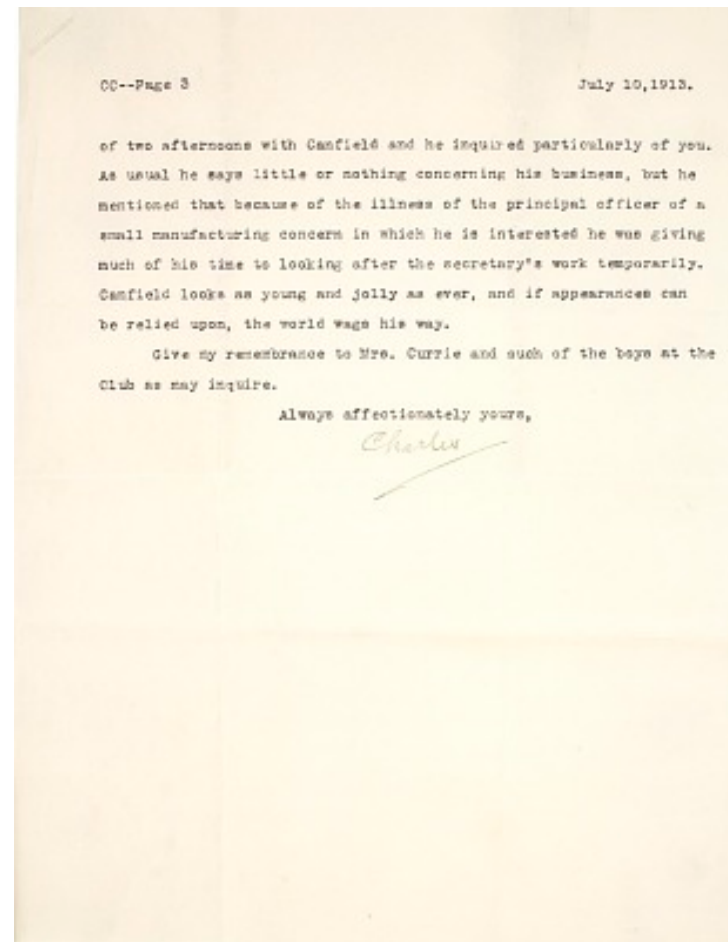 CC--Page 3 July 10,1913.
of two afternoons with Canfield and he inquired particularly of you.
As usual he says little or nothing concerning his business, but he
mentioned that because of the illness of the principal officer of a
small manufacturing concern in which he is interested he was giving
much of his time to looking after the secretary's work temporarily.
Canfield looks as young and jolly as ever, and if appearances can
be relied upon, the world wags his way.
Give my remembrance to Mrs. Currie and such of the boys at the
Club as may inquire.
Always affectionately yours,
Charles